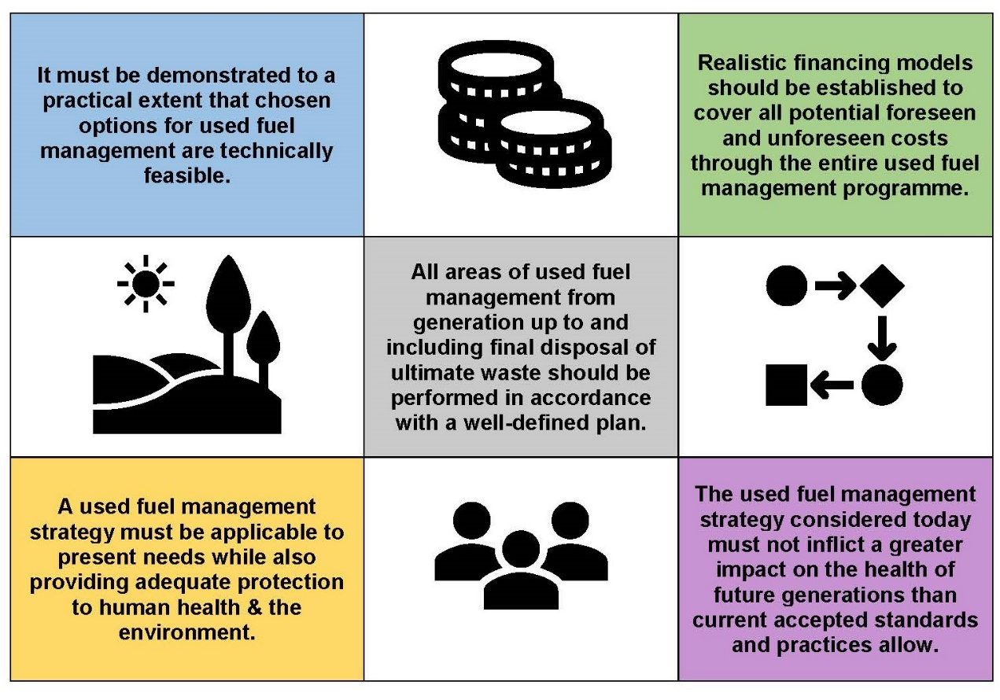 It must be demonstrated to a
practical extent that chosen
options for used fuel
management are technically
feasible.
Realistic financing models
should be established to
cover all potential foreseen
and unforeseen costs
through the entire used fuel
management programme.
All areas of used fuel
management from
generation up to and
including final disposal of
ultimate waste should be
performed in accordance
with a well-defined plan.
A used fuel management
strategy must be applicable to
present needs while also
providing adequate protection
to human health & the
environment.
The used fuel management
strategy considered today
must not inflict a greater
impact on the health of
future generations than
current accepted standards
and practices allow.